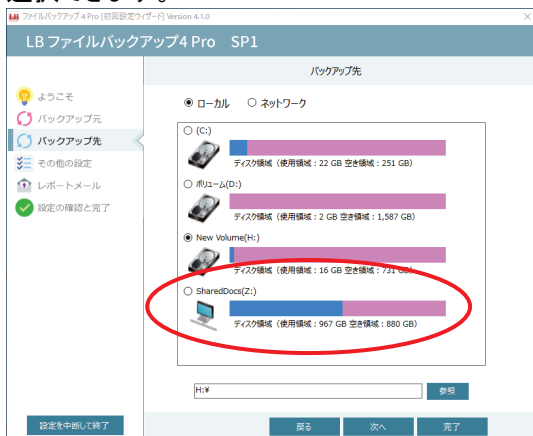 選択できます。
LB ファイルバックアップ4 Pro [初回設定ウィザード] Version 4.1.0
LB ファイルバックアップ4 Pro SP1
バックアップ先
ようこそ
バックアップ元
バックアップ先
その他の設定
レポートメール
設定の確認と完了
ローカル ネットワーク
(C:)
ディスク領域（使用領域：22 GB 空き領域：251 GB）
ボリューム(D:)
ディスク領域（使用領域：2 GB 空き領域：1,587 GB）
New Volume(H:)
ディスク領域（使用領域：16 GB 空き領域：731 GB）
SharedDocs(Z:)
ディスク領域（使用領域：967 GB 空き領域：880 GB）
H:¥ 参照
設定を中断して終了 戻る 次へ 完了